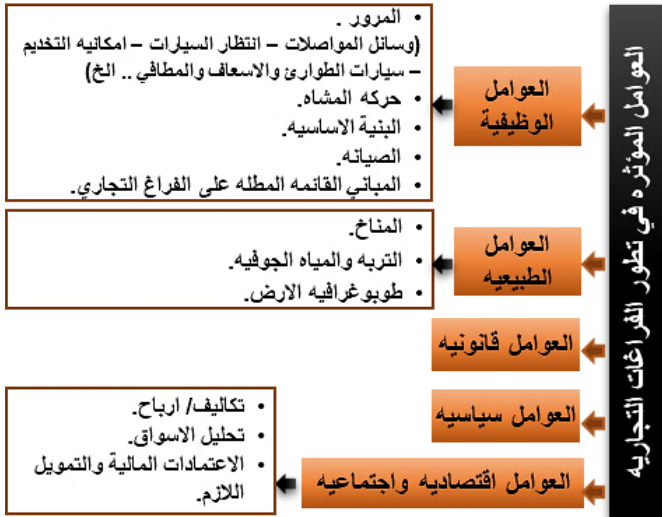 العوامل المؤثره في تطور الفراغات التجاريه
العوامل
الوظيفية
• المرور .
(وسائل المواصلات – انتظار السيارات – امكانيه التخديم
– سيارات الطوارئ والاسعاف والمطافي .. الخ)
• حركه المشاه.
• البنية الاساسيه.
• الصيانه.
• المباني القائمه المطله على الفراغ التجاري.
العوامل
الطبيعيه
• المناخ.
• التربه والمياه الجوفيه.
• طوبوغرافيه الارض.
العوامل قانونيه
العوامل سياسيه
العوامل اقتصاديه واجتماعيه
• تكاليف/ ارباح.
• تحليل الاسواق.
• الاعتمادات المالية والتمويل
اللازم.